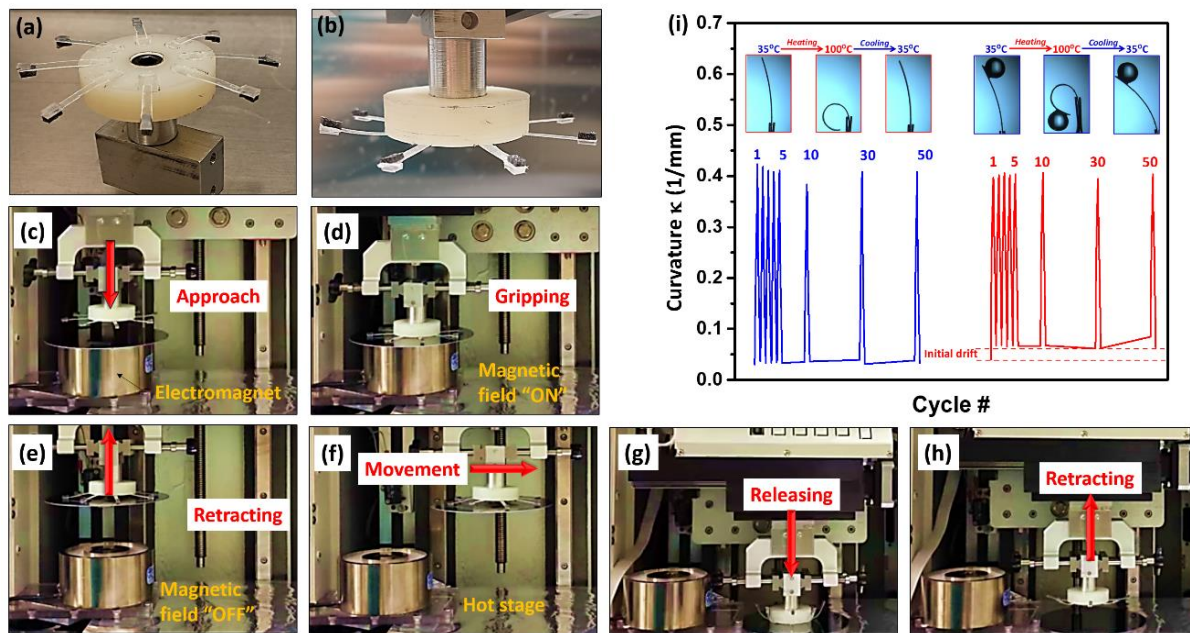 (a)
(b)
(c)
Approach
Electromagnet
(d)
Gripping
Magnetic
field "ON"
(e)
Retracting
Magnetic
field "OFF"
(f)
Movement
Hot stage
(g)
Releasing
(h)
Retracting
(i)
Curvature κ (1/mm)
0.7
0.6
0.5
0.4
0.3
0.2
0.1
0.0
35°C Heating 100°C Cooling 35°C
35°C Heating 100°C Cooling 35°C
1 5 10 30 50
1 5 10 30 50
Initial drift
Cycle #